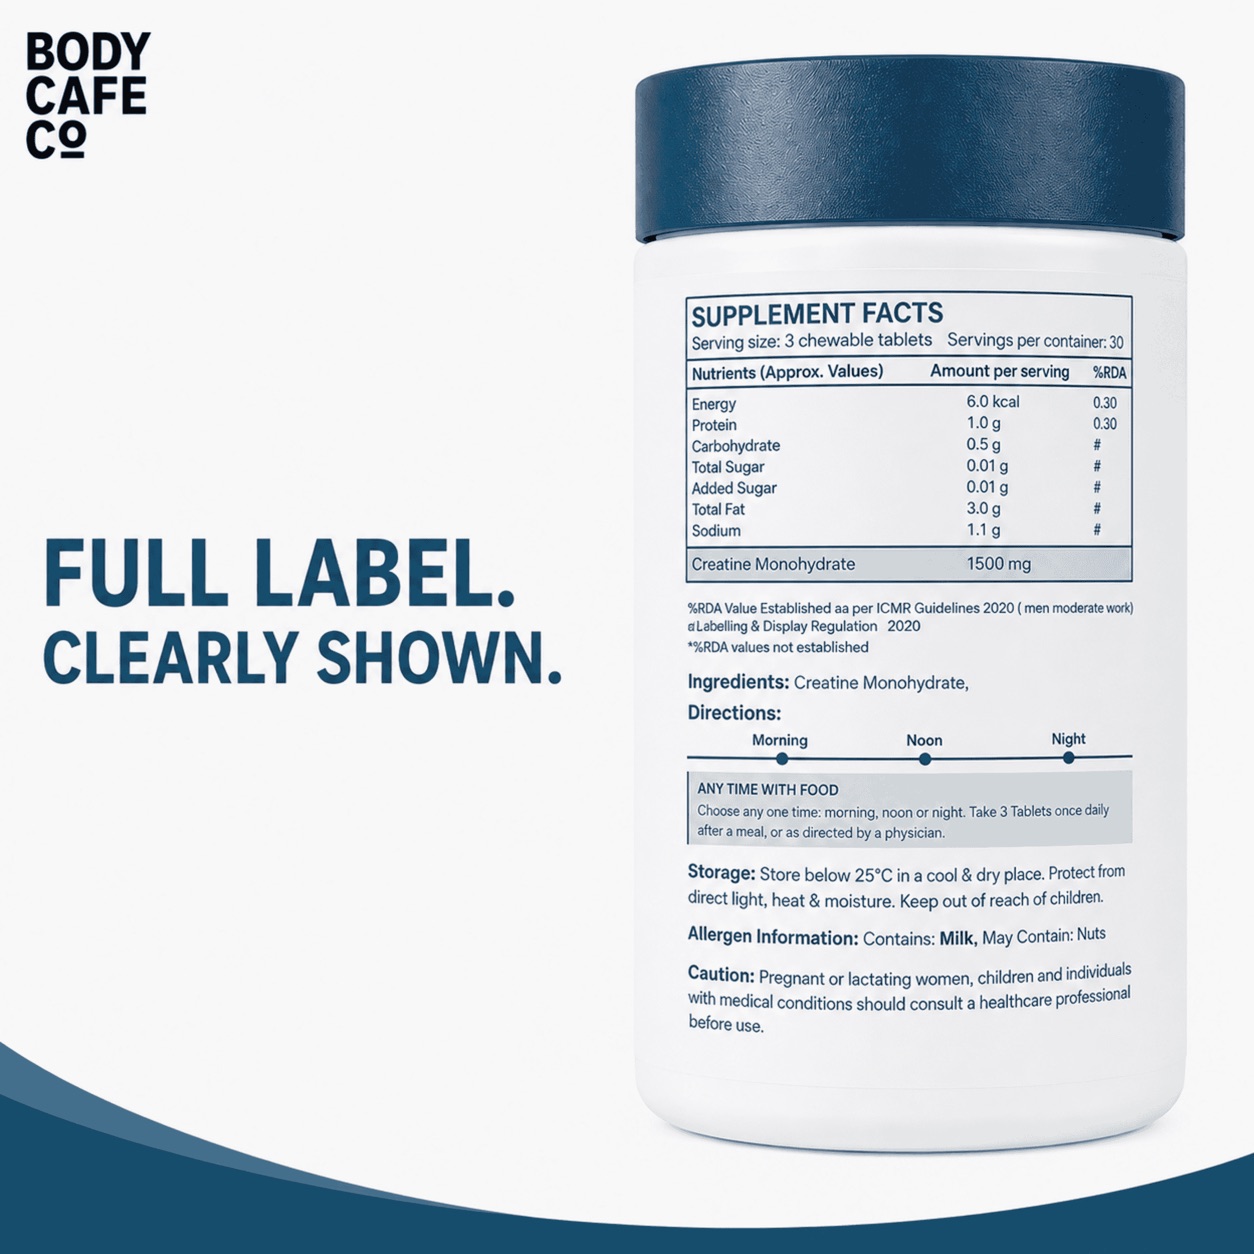 BODY
CAFE
Cº
FULL LABEL.
CLEARLY SHOWN.
SUPPLEMENT FACTS
Serving size: 3 chewable tablets Servings per container: 30
Nutrients (Approx. Values) Amount per serving %RDA
Energy 6.0 kcal 0.30
Protein 1.0 g 0.30
Carbohydrate 0.5 g #
Total Sugar 0.01 g #
Added Sugar 0.01 g #
Total Fat 3.0 g #
Sodium 1.1 g #
Creatine Monohydrate 1500 mg
%RDA Value Established aa per ICMR Guidelines 2020 ( men moderate work)
Labelling & Display Regulation 2020
*%RDA values not established
Ingredients: Creatine Monohydrate,
Directions:
Morning Noon Night
ANY TIME WITH FOOD
Choose any one time: morning, noon or night. Take 3 Tablets once daily
after a meal, or as directed by a physician.
Storage: Store below 25°C in a cool & dry place. Protect from
direct light, heat & moisture. Keep out of reach of children.
Allergen Information: Contains: Milk, May Contain: Nuts
Caution: Pregnant or lactating women, children and individuals
with medical conditions should consult a healthcare professional
before use.